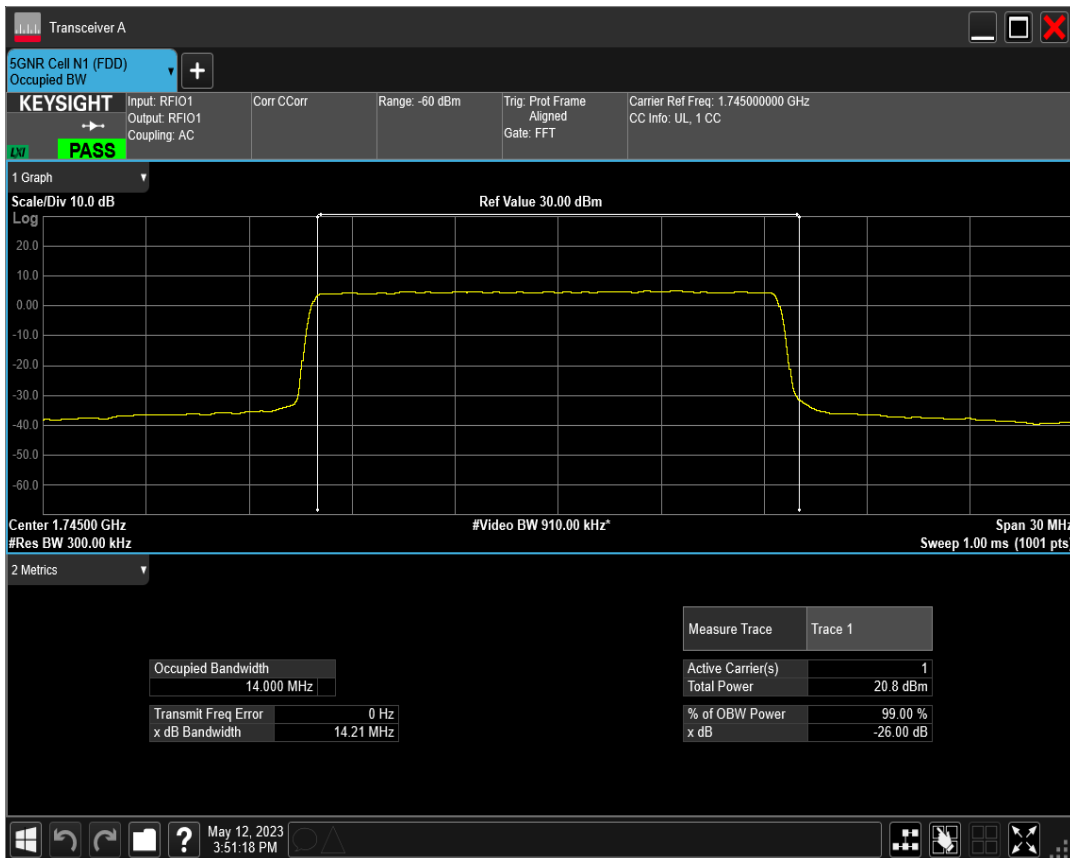 Transceiver A
5GNR Cell N1 (FDD)
Occupied BW
KEYSIGHT
LXI
PASS
Input: RFIO1
Output: RFIO1
Coupling: AC
Corr CCorr
Range: -60 dBm
Trig: Prot Frame
Aligned
Gate: FFT
Carrier Ref Freq: 1.745000000 GHz
CC Info: UL, 1 CC
1 Graph
Scale/Div 10.0 dB
Ref Value 30.00 dBm
Log
20.0
10.0
0.00
-10.0
-20.0
-30.0
-40.0
-50.0
-60.0
Center 1.74500 GHz
#Video BW 910.00 kHz*
Span 30 MHz
#Res BW 300.00 kHz
Sweep 1.00 ms (1001 pts)
2 Metrics
Measure Trace Trace 1
Occupied Bandwidth
14.000 MHz
Active Carrier(s) 1
Total Power 20.8 dBm
Transmit Freq Error 0 Hz
x dB Bandwidth 14.21 MHz
% of OBW Power 99.00 %
x dB -26.00 dB
?
May 12, 2023
3:51:18 PM